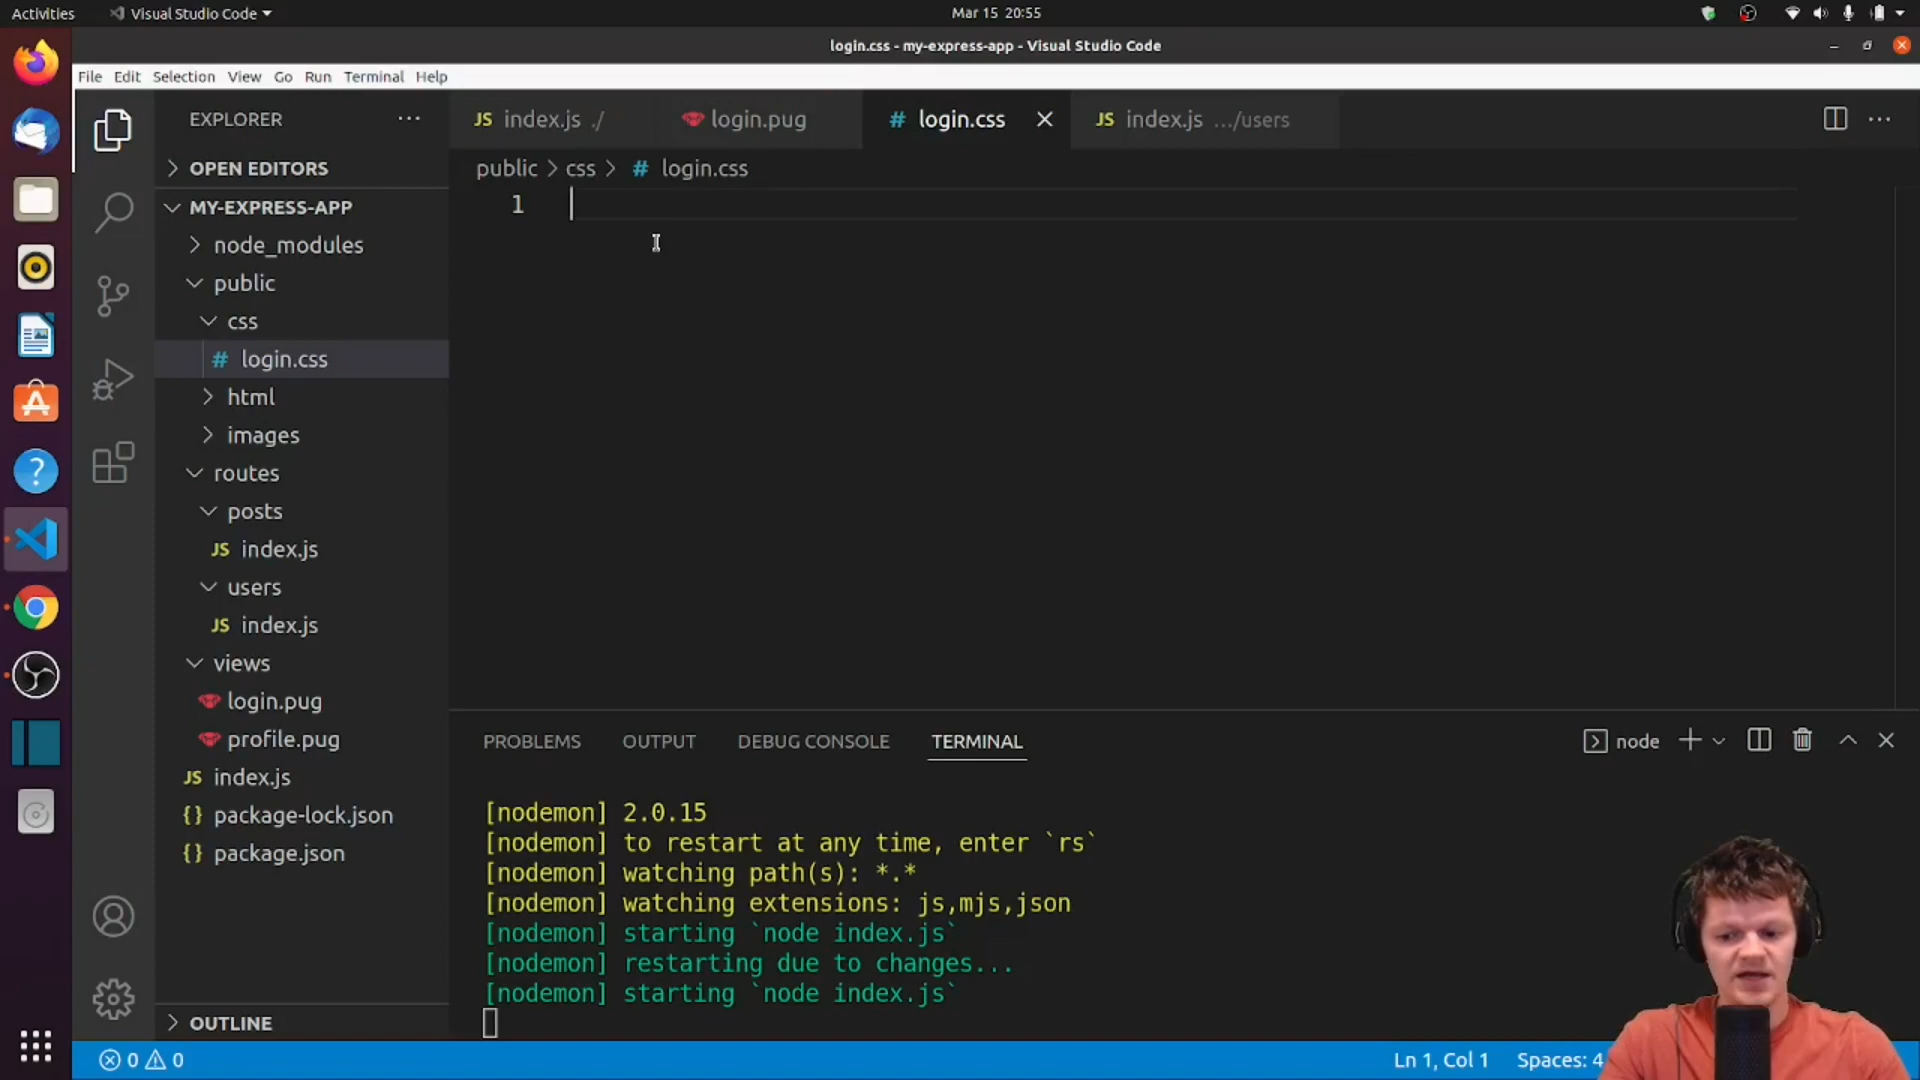 Activities
Visual Studio Code
Mar 15 20:55
login.css - my-express-app - Visual Studio Code
File Edit Selection View Go Run Terminal Help
EXPLORER
OPEN EDITORS
MY-EXPRESS-APP
node_modules
public
css
# login.css
html
images
routes
posts
JS index.js
users
JS index.js
views
login.pug
profile.pug
JS index.js
{} package-lock.json
{} package.json
OUTLINE
JS index.js ./
login.pug
# login.css
JS index.js .../users
public > css > # login.css
1
PROBLEMS OUTPUT DEBUG CONSOLE TERMINAL
node
[nodemon] 2.0.15
[nodemon] to restart at any time, enter `rs`
[nodemon] watching path(s): *.*
[nodemon] watching extensions: js,mjs,json
[nodemon] starting `node index.js`
[nodemon] restarting due to changes...
[nodemon] starting `node index.js`
0 0
Ln 1, Col 1 Spaces: 4